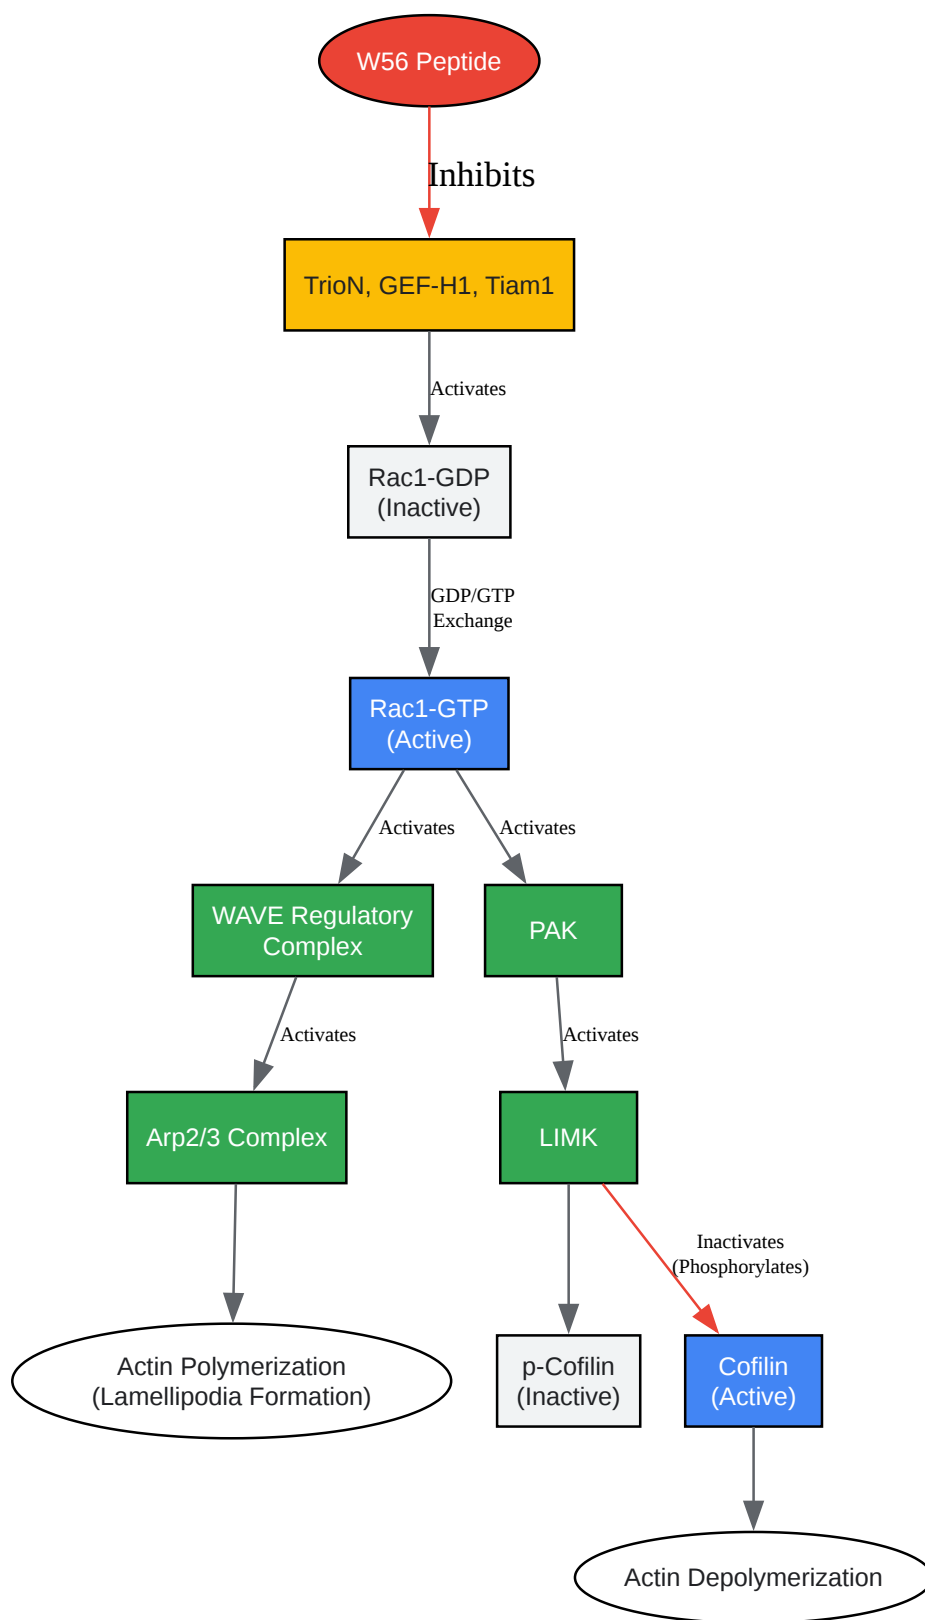 W56 Peptide
Inhibits
TrioN, GEF-H1, Tiam1
Activates
Rac1-GDP
(Inactive)
GDP/GTP
Exchange
Rac1-GTP
(Active)
Activates
Activates
WAVE Regulatory
Complex
PAK
Activates
Activates
Arp2/3 Complex
LIMK
Inactivates
(Phosphorylates)
Actin Polymerization
(Lamellipodia Formation)
p-Cofilin
(Inactive)
Cofilin
(Active)
Actin Depolymerization